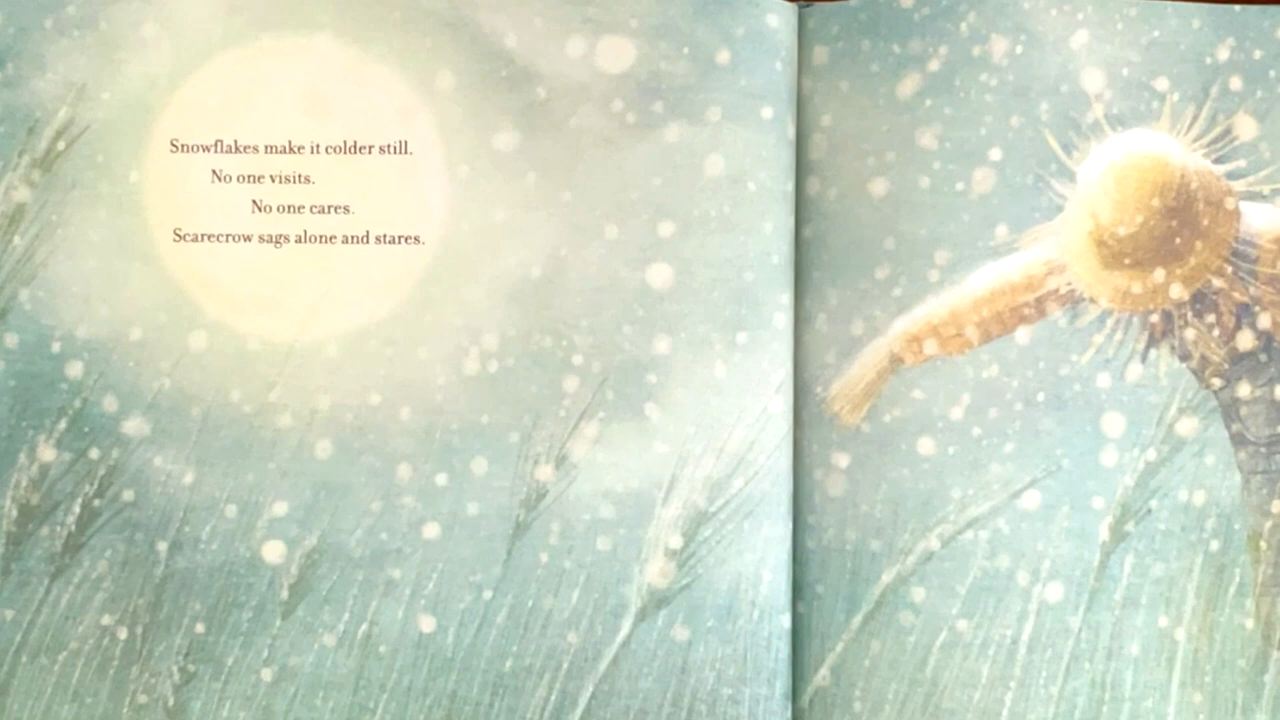 Snowflakes make it colder still.
No one visits.
No one cares.
Scarecrow sags alone and stares.